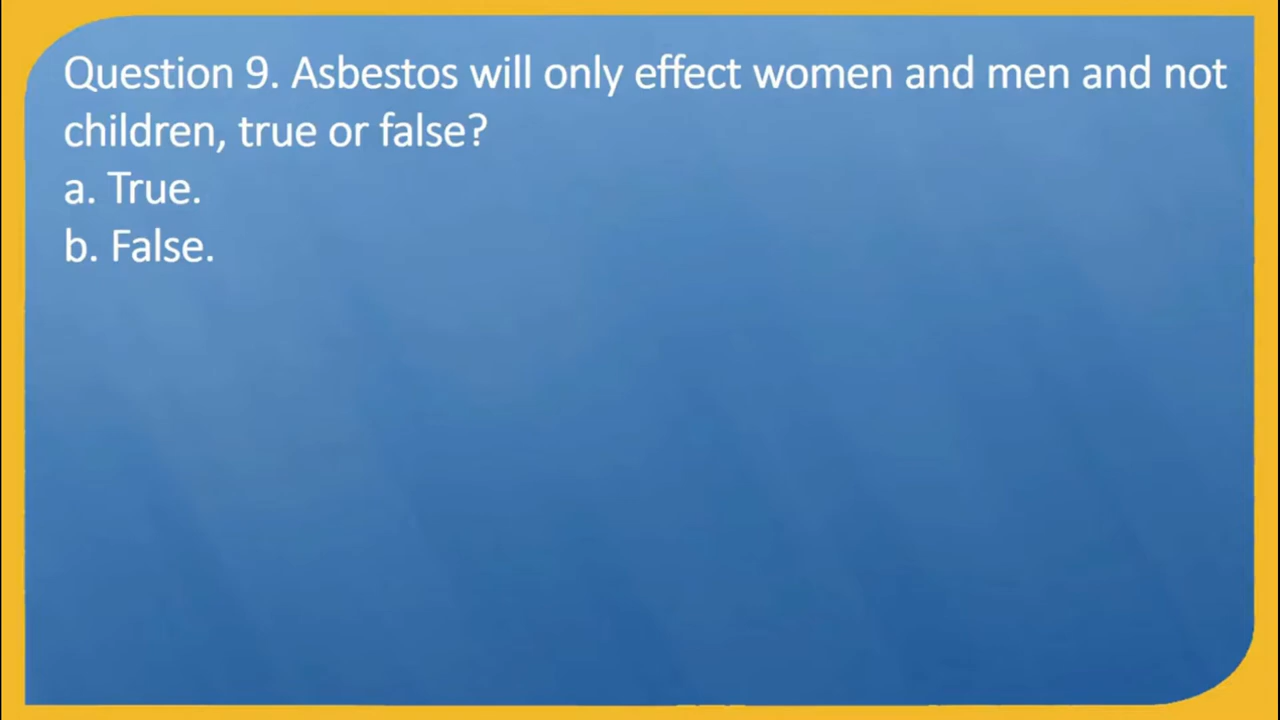 Question 9. Asbestos will only effect women and men and not
children, true or false?
a. True.
b. False.